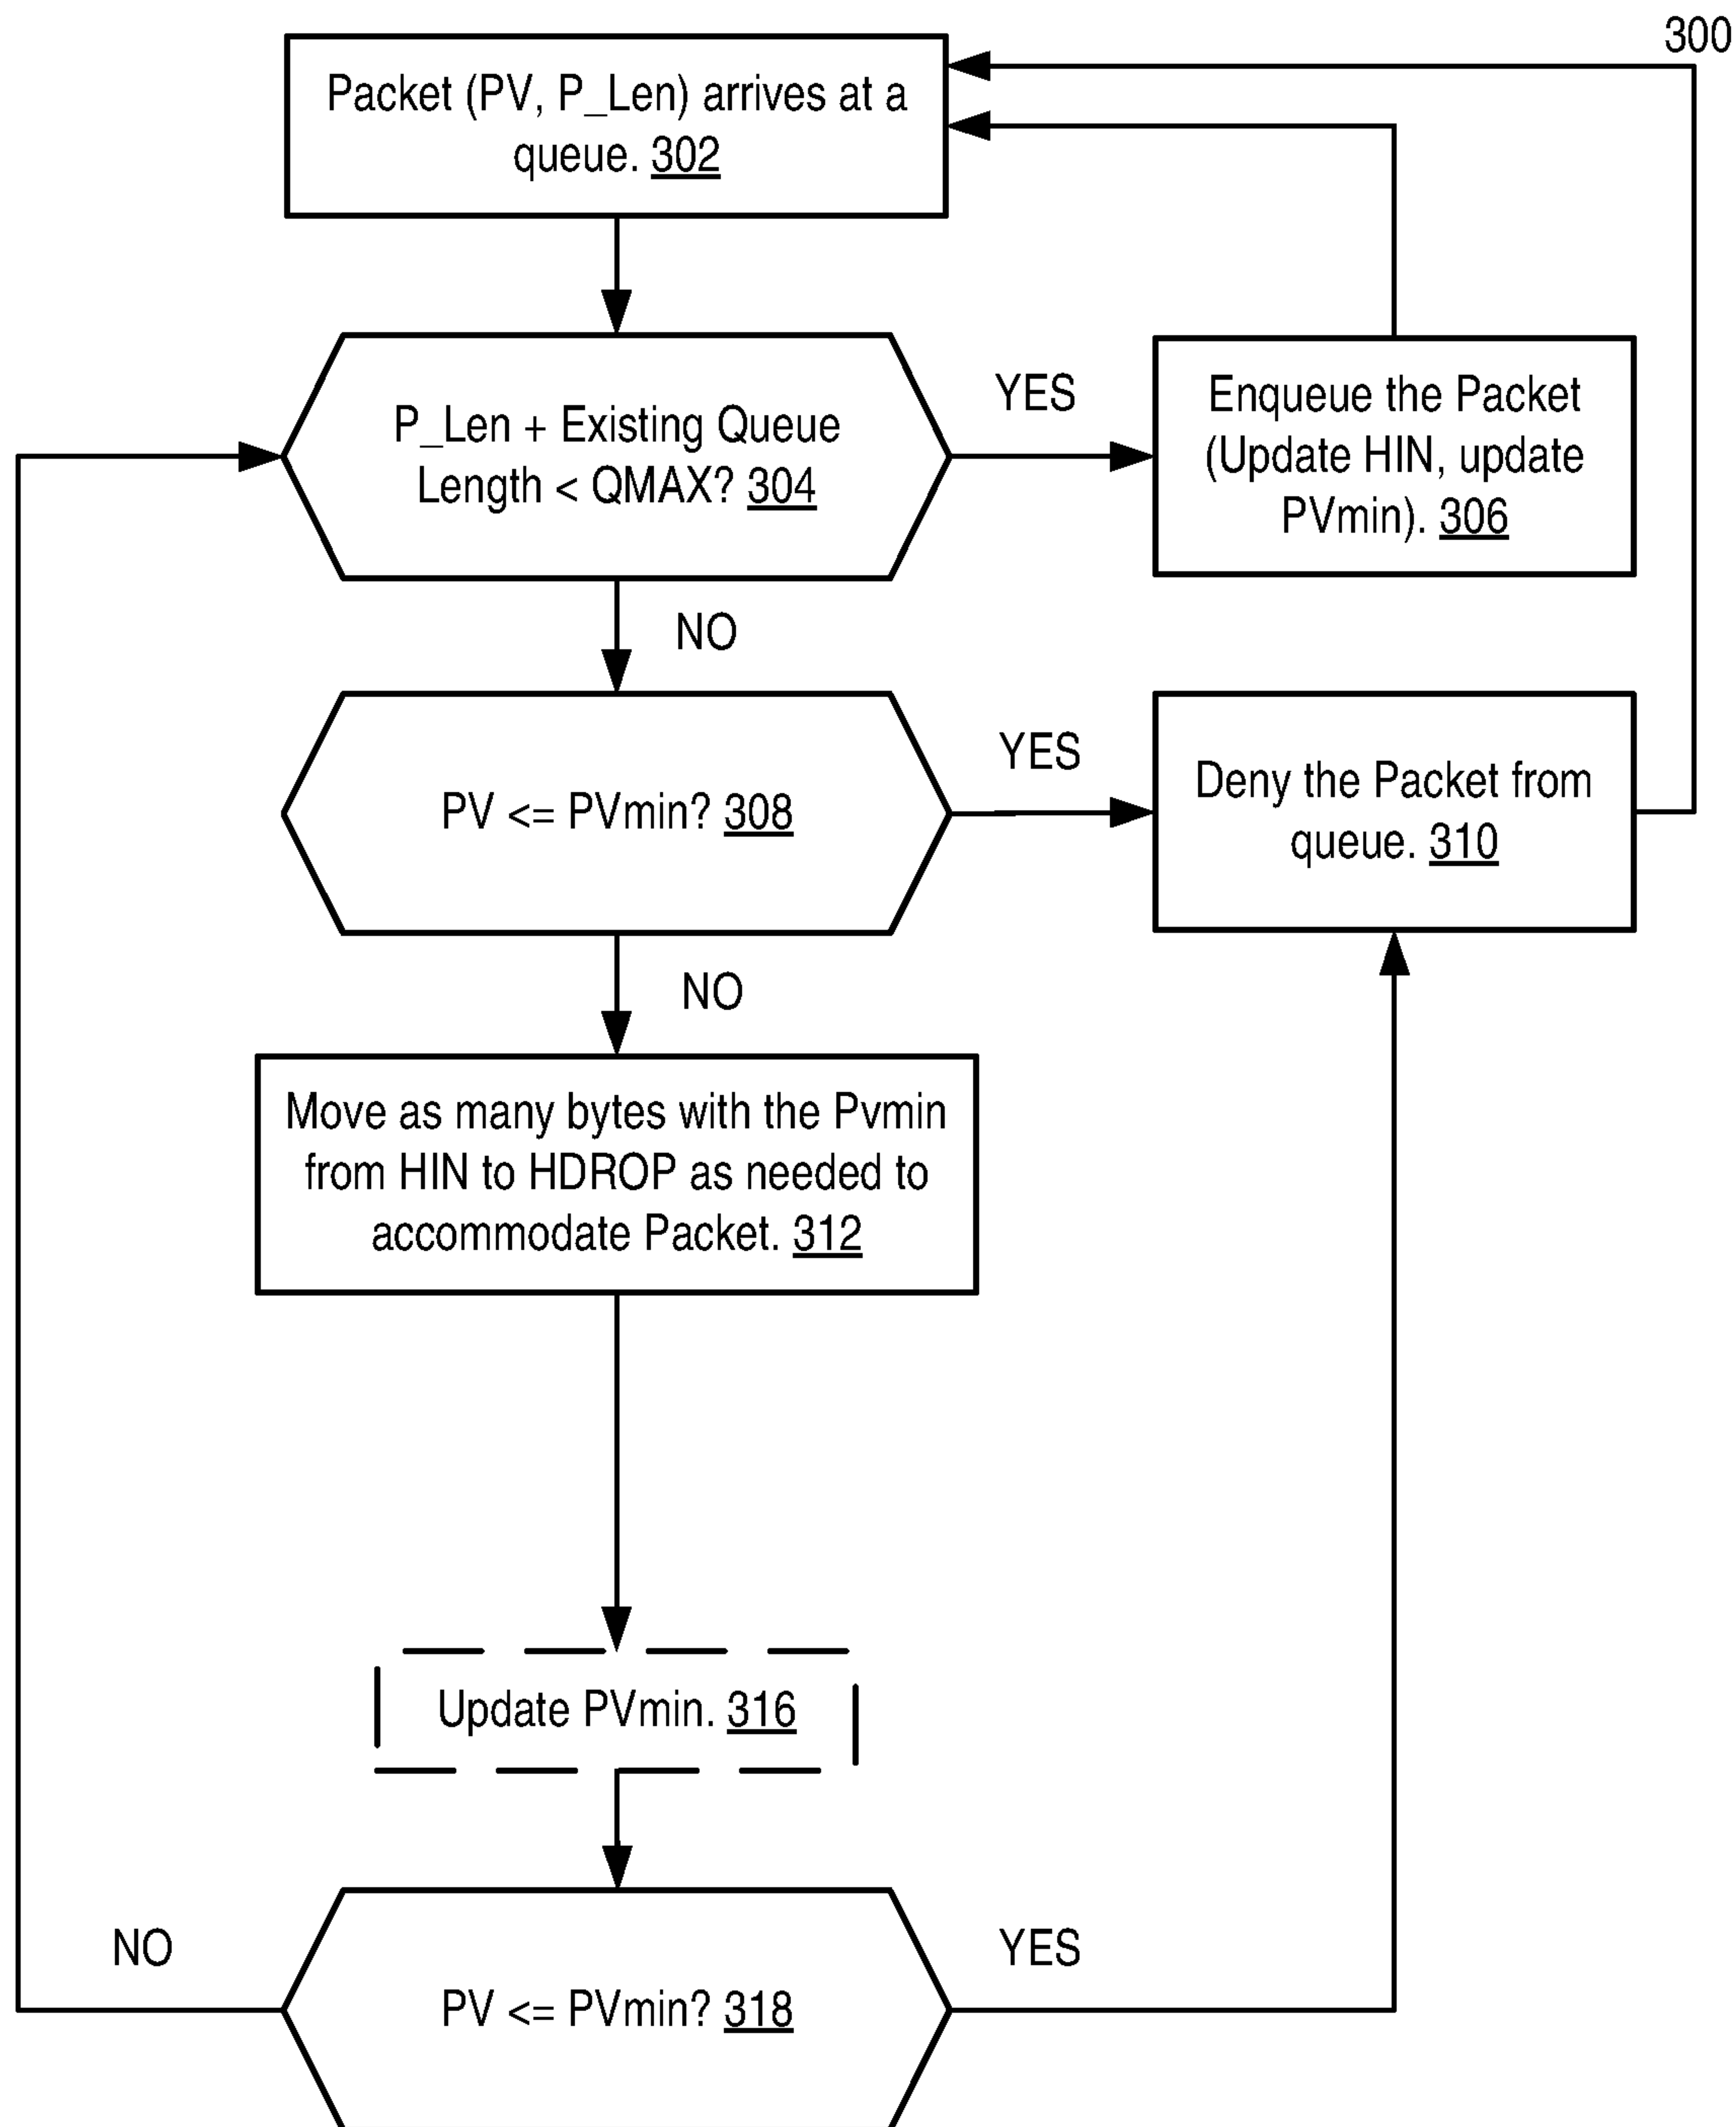 300
Packet (PV, P_Len) arrives at a
queue. 302
P_Len + Existing Queue
Length < QMAX? 304
YES
Enqueue the Packet
(Update HIN, update
PVmin). 306
NO
PV <= PVmin? 308
YES
Deny the Packet from
queue. 310
NO
Move as many bytes with the Pvmin
from HIN to HDROP as needed to
accommodate Packet. 312
Update PVmin. 316
NO
PV <= PVmin? 318
YES